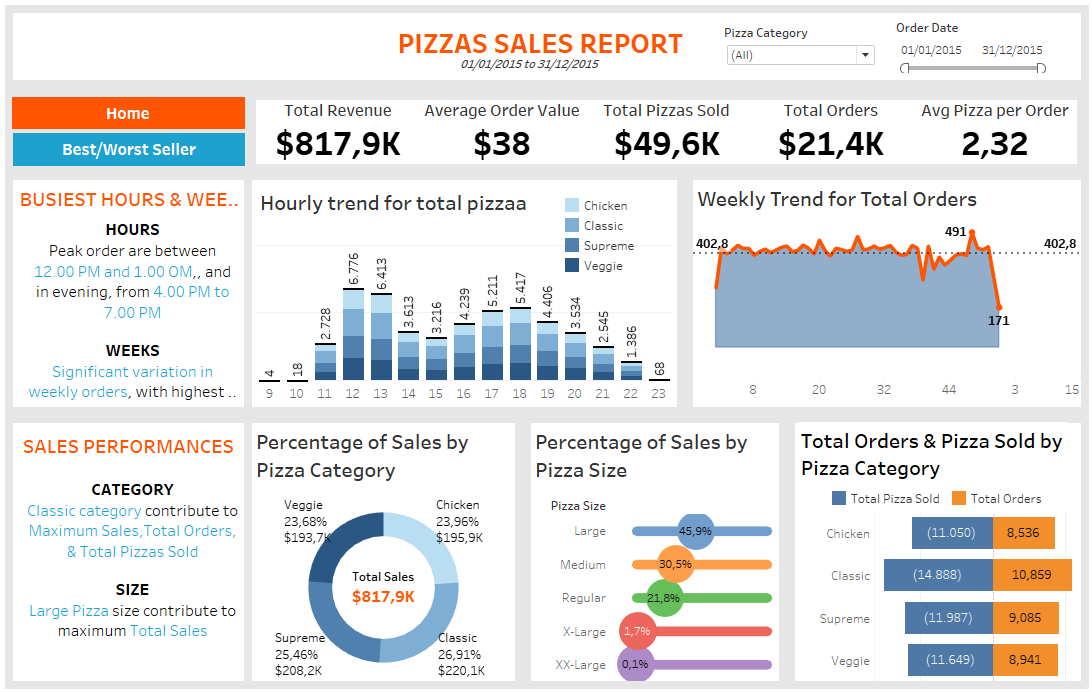 PIZZAS SALES REPORT
01/01/2015 to 31/12/2015
Pizza Category
(All)
Order Date
01/01/2015 31/12/2015
Home
Best/Worst Seller
Total Revenue
$817,9K
Average Order Value
$38
Total Pizzas Sold
$49,6K
Total Orders
$21,4K
Avg Pizza per Order
2,32
BUSIEST HOURS & WEE..
HOURS
Peak order are between
12.00 PM and 1.00 OM,, and
in evening, from 4.00 PM to
7.00 PM
WEEKS
Significant variation in
weekly orders, with highest ..
Hourly trend for total pizzaa
Chicken
Classic
Supreme
Veggie
4
18
2.728
6.776
6.413
3.613
3.216
4.239
5.211
5.417
4.406
3.534
2.545
1.386
68
9 10 11 12 13 14 15 16 17 18 19 20 21 22 23
Weekly Trend for Total Orders
402,8
491
402,8
171
8 20 32 44 3 15
SALES PERFORMANCES
CATEGORY
Classic category contribute to
Maximum Sales,Total Orders,
& Total Pizzas Sold
SIZE
Large Pizza size contribute to
maximum Total Sales
Percentage of Sales by
Pizza Category
Veggie
23,68%
$193,7K
Chicken
23,96%
$195,9K
Total Sales
$817,9K
Supreme
25,46%
$208,2K
Classic
26,91%
$220,1K
Percentage of Sales by
Pizza Size
Pizza Size
Large 45,9%
Medium 30,5%
Regular 21,8%
X-Large 1,7%
XX-Large 0,1%
Total Orders & Pizza Sold by
Pizza Category
Total Pizza Sold Total Orders
Chicken (11.050) 8,536
Classic (14.888) 10,859
Supreme (11.987) 9,085
Veggie (11.649) 8,941